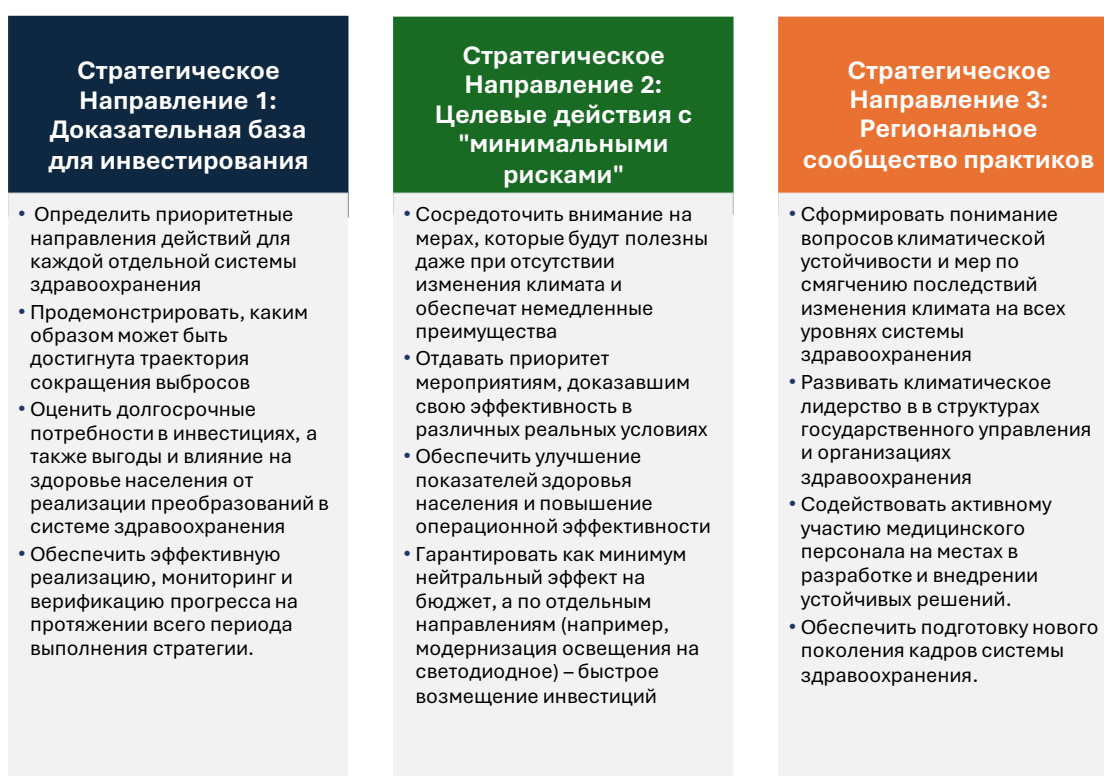 Стратегическое
Направление 1:
Доказательная база
для инвестирования
• Определить приоритетные
направления действий для
каждой отдельной системы
здравоохранения
• Продемонстрировать, каким
образом может быть
достигнута траектория
сокращения выбросов
• Оценить долгосрочные
потребности в инвестициях, а
также выгоды и влияние на
здоровье населения от
реализации преобразований в
системе здравоохранения
• Обеспечить эффективную
реализацию, мониторинг и
верификацию прогресса на
протяжении всего периода
выполнения стратегии.
Стратегическое
Направление 2:
Целевые действия с
"минимальными
рисками"
• Сосредоточить внимание на
мерах, которые будут полезны
даже при отсутствии
изменения климата и
обеспечат немедленные
преимущества
• Отдавать приоритет
мероприятиям, доказавшим
свою эффективность в
различных реальных условиях
• Обеспечить улучшение
показателей здоровья
населения и повышение
операционной эффективности
• Гарантировать как минимум
нейтральный эффект на
бюджет, а по отдельным
направлениям (например,
модернизация освещения на
светодиодное) – быстрое
возмещение инвестиций
Стратегическое
Направление 3:
Региональное
сообщество практиков
• Сформировать понимание
вопросов климатической
устойчивости и мер по
смягчению последствий
изменения климата на всех
уровнях системы
здравоохранения
• Развивать климатическое
лидерство в в структурах
государственного управления
и организациях
здравоохранения
• Содействовать активному
участию медицинского
персонала на местах в
разработке и внедрении
устойчивых решений.
• Обеспечить подготовку нового
поколения кадров системы
здравоохранения.